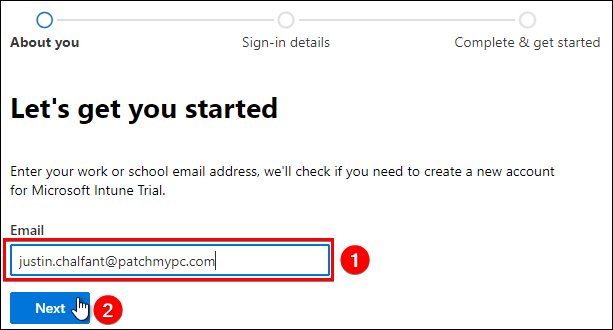 About you Sign-in details Complete & get started
Let's get you started
Enter your work or school email address, we'll check if you need to create a new account
for Microsoft Intune Trial.
Email
justin.chalfant@patchmypc.com 1
Next 2